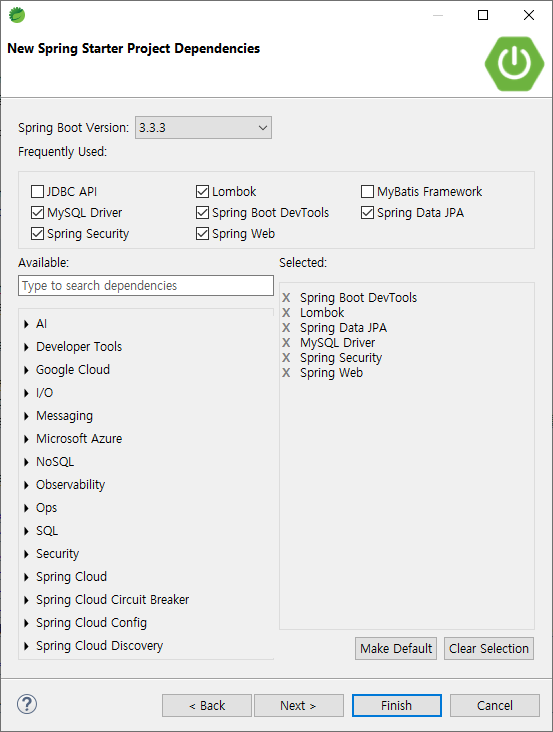 New Spring Starter Project Dependencies
Spring Boot Version: 3.3.3
Frequently Used:
JDBC API Lombok MyBatis Framework
MySQL Driver Spring Boot DevTools Spring Data JPA
Spring Security Spring Web
Available: Selected:
Type to search dependencies
AI
Developer Tools
Google Cloud
I/O
Messaging
Microsoft Azure
NoSQL
Observability
Ops
SQL
Security
Spring Cloud
Spring Cloud Circuit Breaker
Spring Cloud Config
Spring Cloud Discovery
X Spring Boot DevTools
X Lombok
X Spring Data JPA
X MySQL Driver
X Spring Security
X Spring Web
Make Default Clear Selection
? < Back Next > Finish Cancel